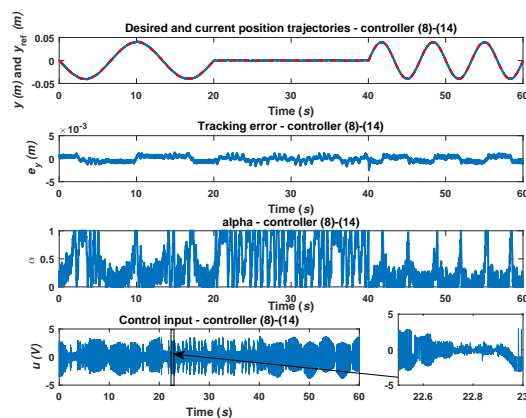 Desired and current position trajectories - controller (8)-(14)
y (m) and y_ref (m)
0.05
0
-0.05
0 10 20 30 40 50 60
Time (s)
×10^-3
Tracking error - controller (8)-(14)
e_y (m)
5
0
-5
0 10 20 30 40 50 60
Time (s)
alpha - controller (8)-(14)
α
1
0.5
0
0 10 20 30 40 50 60
Time (s)
Control input - controller (8)-(14)
u (V)
5
0
-5
0 10 20 30 40 50 60
Time (s)
5
0
-5
22.6 22.8 23